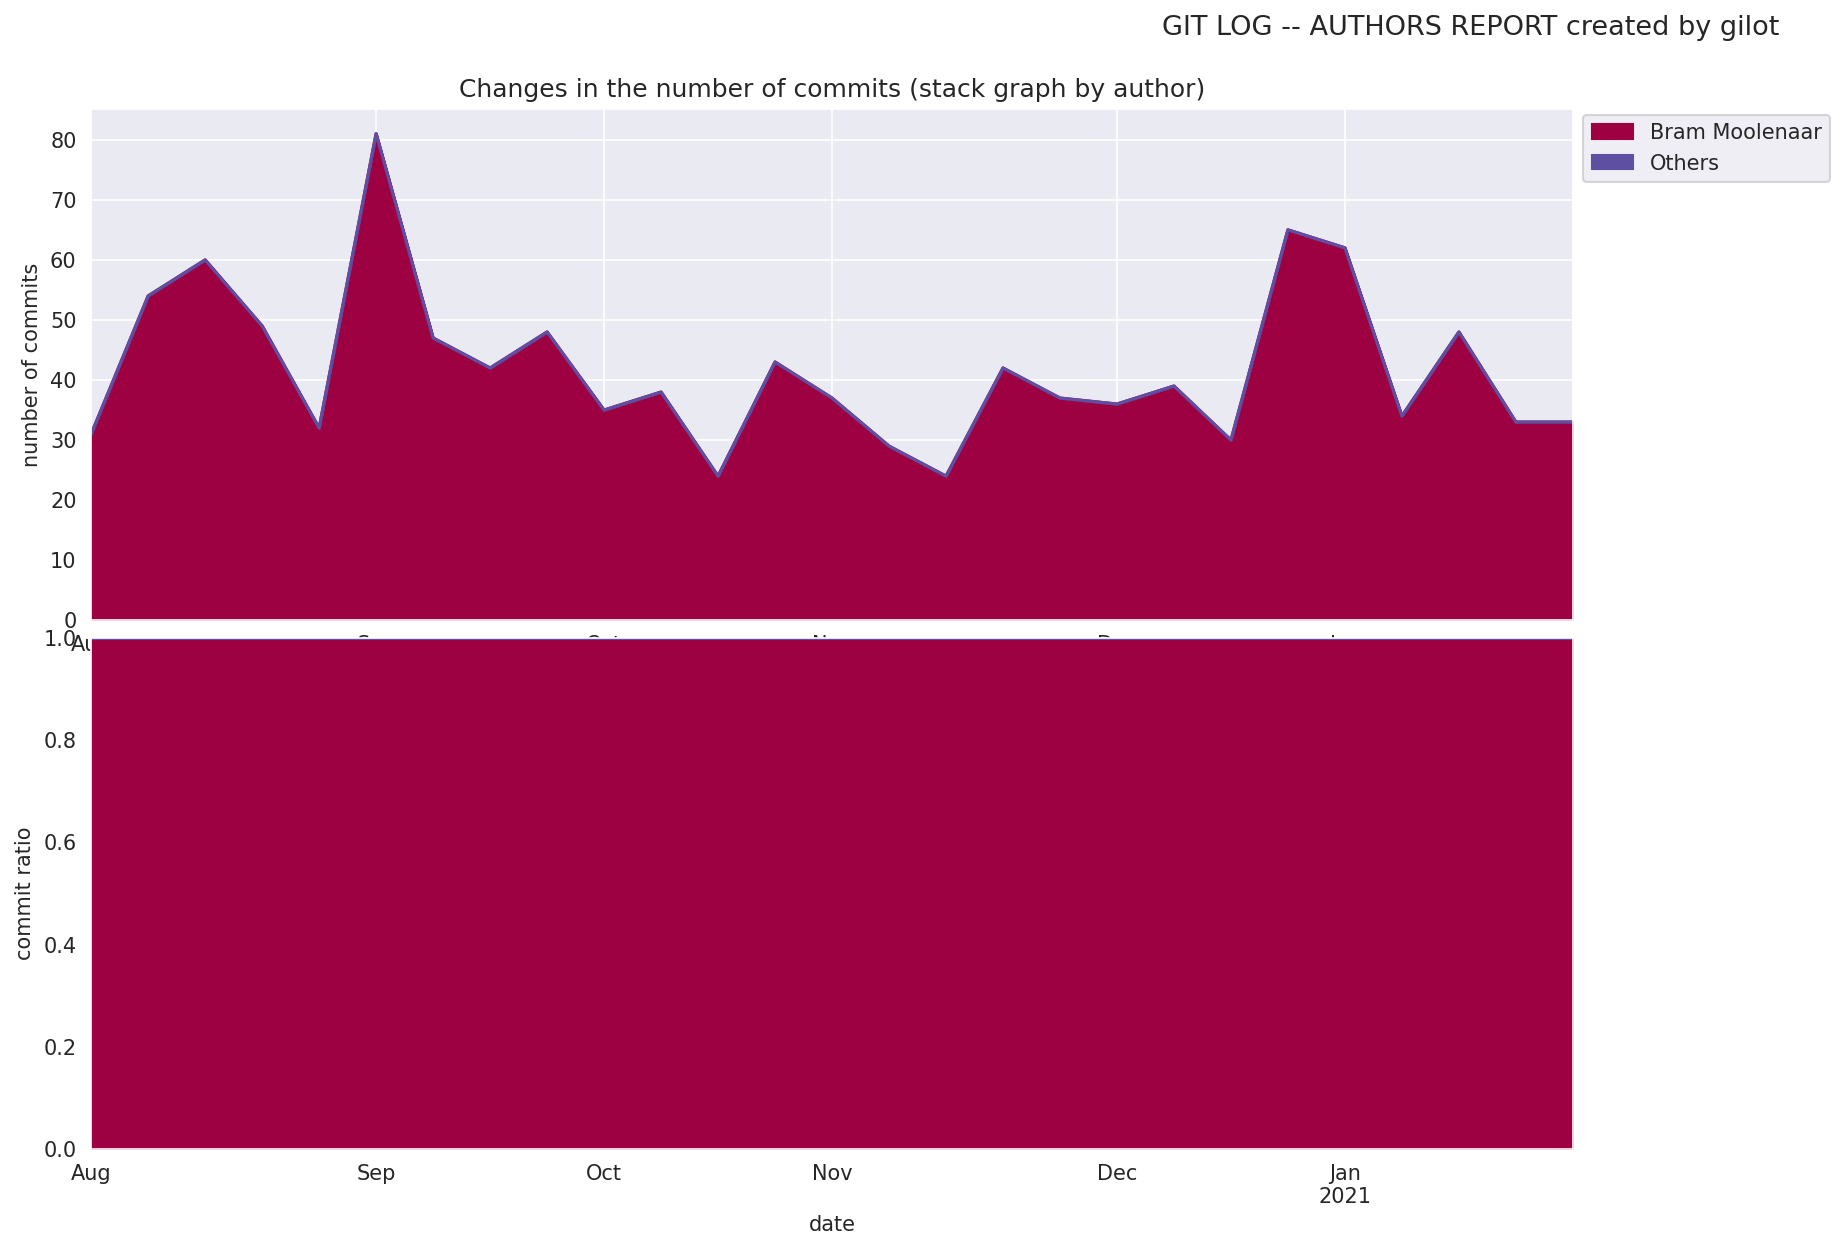 GIT LOG -- AUTHORS REPORT created by gilot
Changes in the number of commits (stack graph by author)
Bram Moolenaar
Others
number of commits
80
70
60
50
40
30
20
10
0
commit ratio
1.0
0.8
0.6
0.4
0.2
0.0
Aug Sep Oct Nov Dec Jan
2021
date